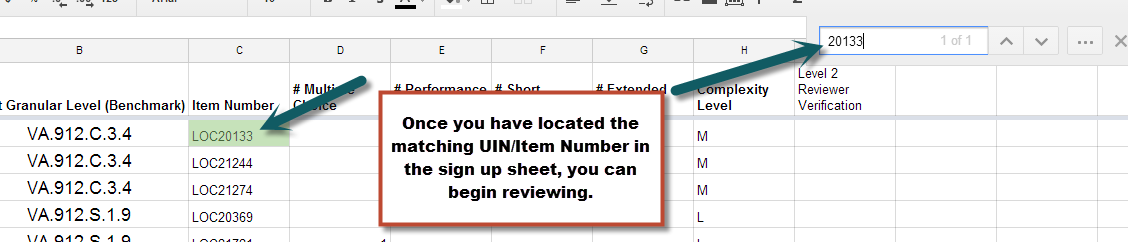 20133 1 of 1
B C D E F G H
t Granular Level (Benchmark) Item Number # Multiple Choice # Performance # Short # Extended Complexity Level Level 2 Reviewer Verification
VA.912.C.3.4 LOC20133 M
VA.912.C.3.4 LOC21244 M
VA.912.C.3.4 LOC21274 M
VA.912.S.1.9 LOC20369 L
VA.912.S.1.9 1
Once you have located the
matching UIN/Item Number in
the sign up sheet, you can
begin reviewing.